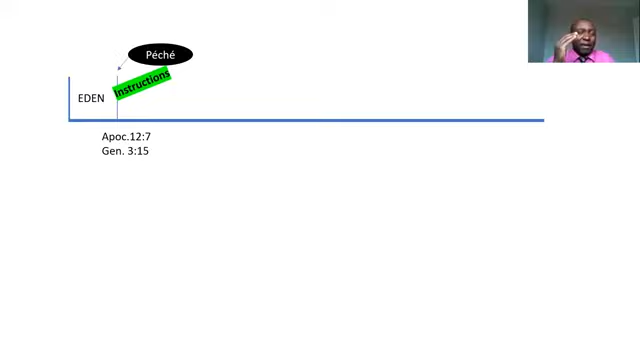 Péché
Instructions
EDEN
Apoc.12:7
Gen. 3:15